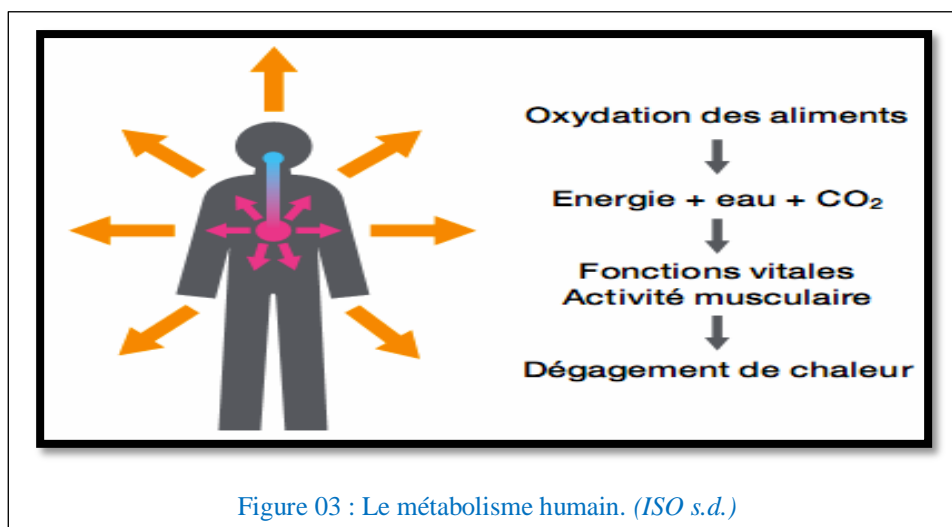 Oxydation des aliments
Energie + eau + CO₂
Fonctions vitales
Activité musculaire
Dégagement de chaleur
Figure 03 : Le métabolisme humain. (ISO s.d.)